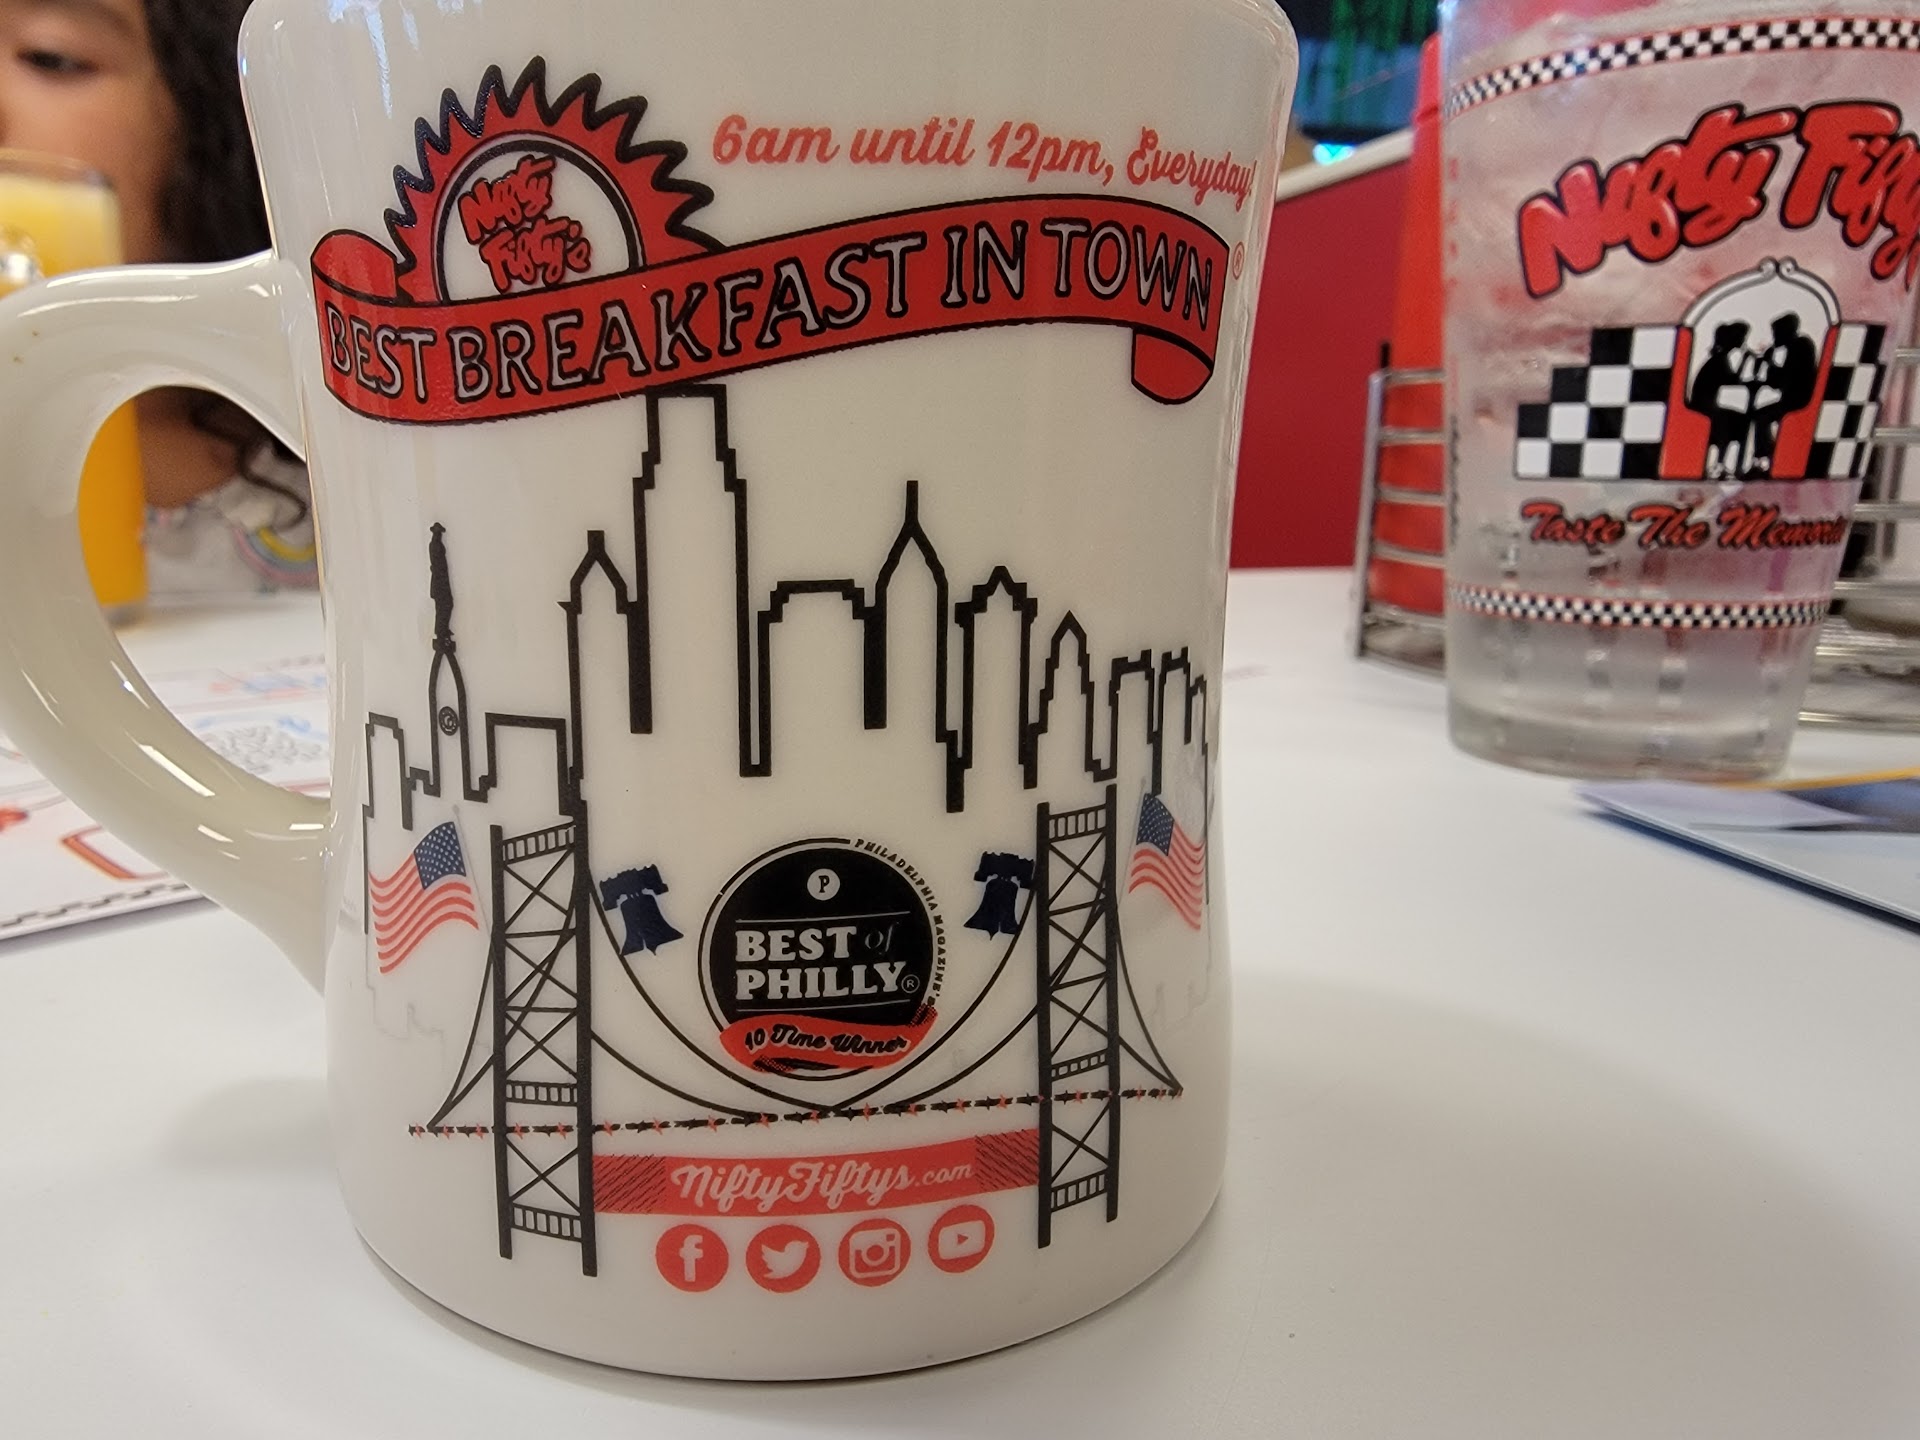 6am until 12pm, Everyday!
Nifty
Fifty's
BEST BREAKFAST IN TOWN®
PHILADELPHIA MAGAZINE'S
P
BEST of
PHILLY®
10 Time Winner
NiftyFiftys.com
f
Nifty Fifty
Taste The